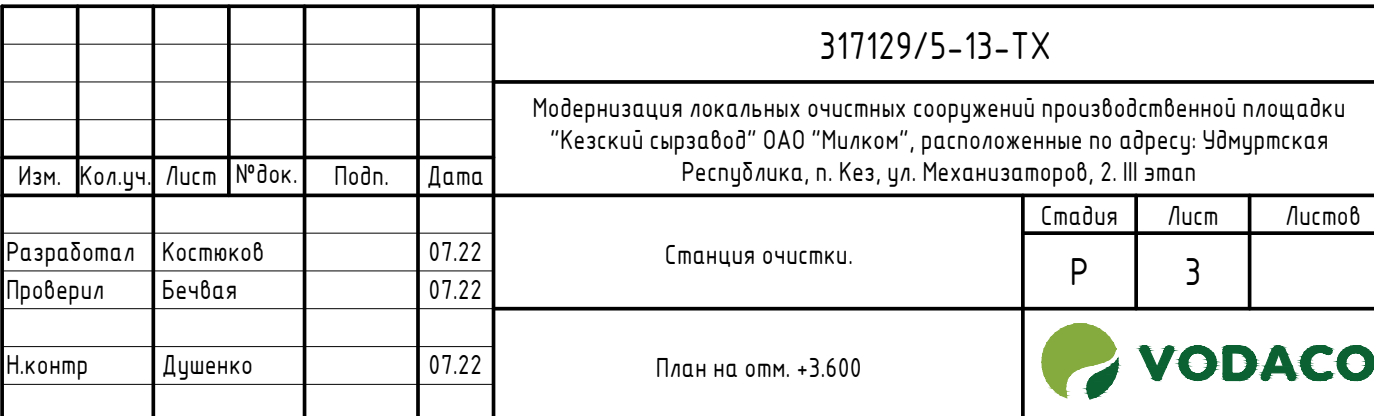 317129/5-13-ТХ
Модернизация локальных очистных сооружений производственной площадки
"Кезский сырзавод" ОАО "Милком", расположенные по адресу: Удмуртская
Республика, п. Кез, ул. Механизаторов, 2. III этап
Изм. Кол.уч. Лист №док. Подп. Дата
Стадия Лист Листов
Разработал Костюков 07.22
Станция очистки.
Р 3
Проверил Бечвая 07.22
Н.контр Душенко 07.22
План на отм. +3.600
VODACO